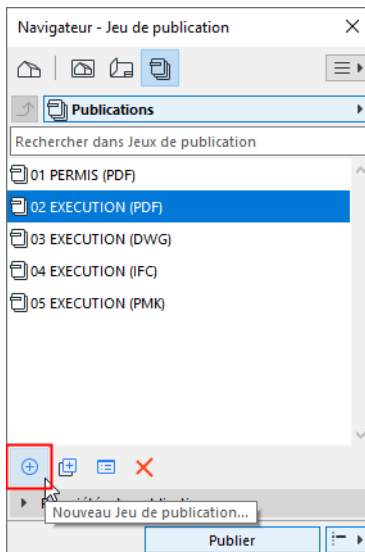 Navigateur - Jeu de publication
Publications
Rechercher dans Jeux de publication
01 PERMIS (PDF)
02 EXECUTION (PDF)
03 EXECUTION (DWG)
04 EXECUTION (IFC)
05 EXECUTION (PMK)
Nouveau Jeu de publication...
Publier